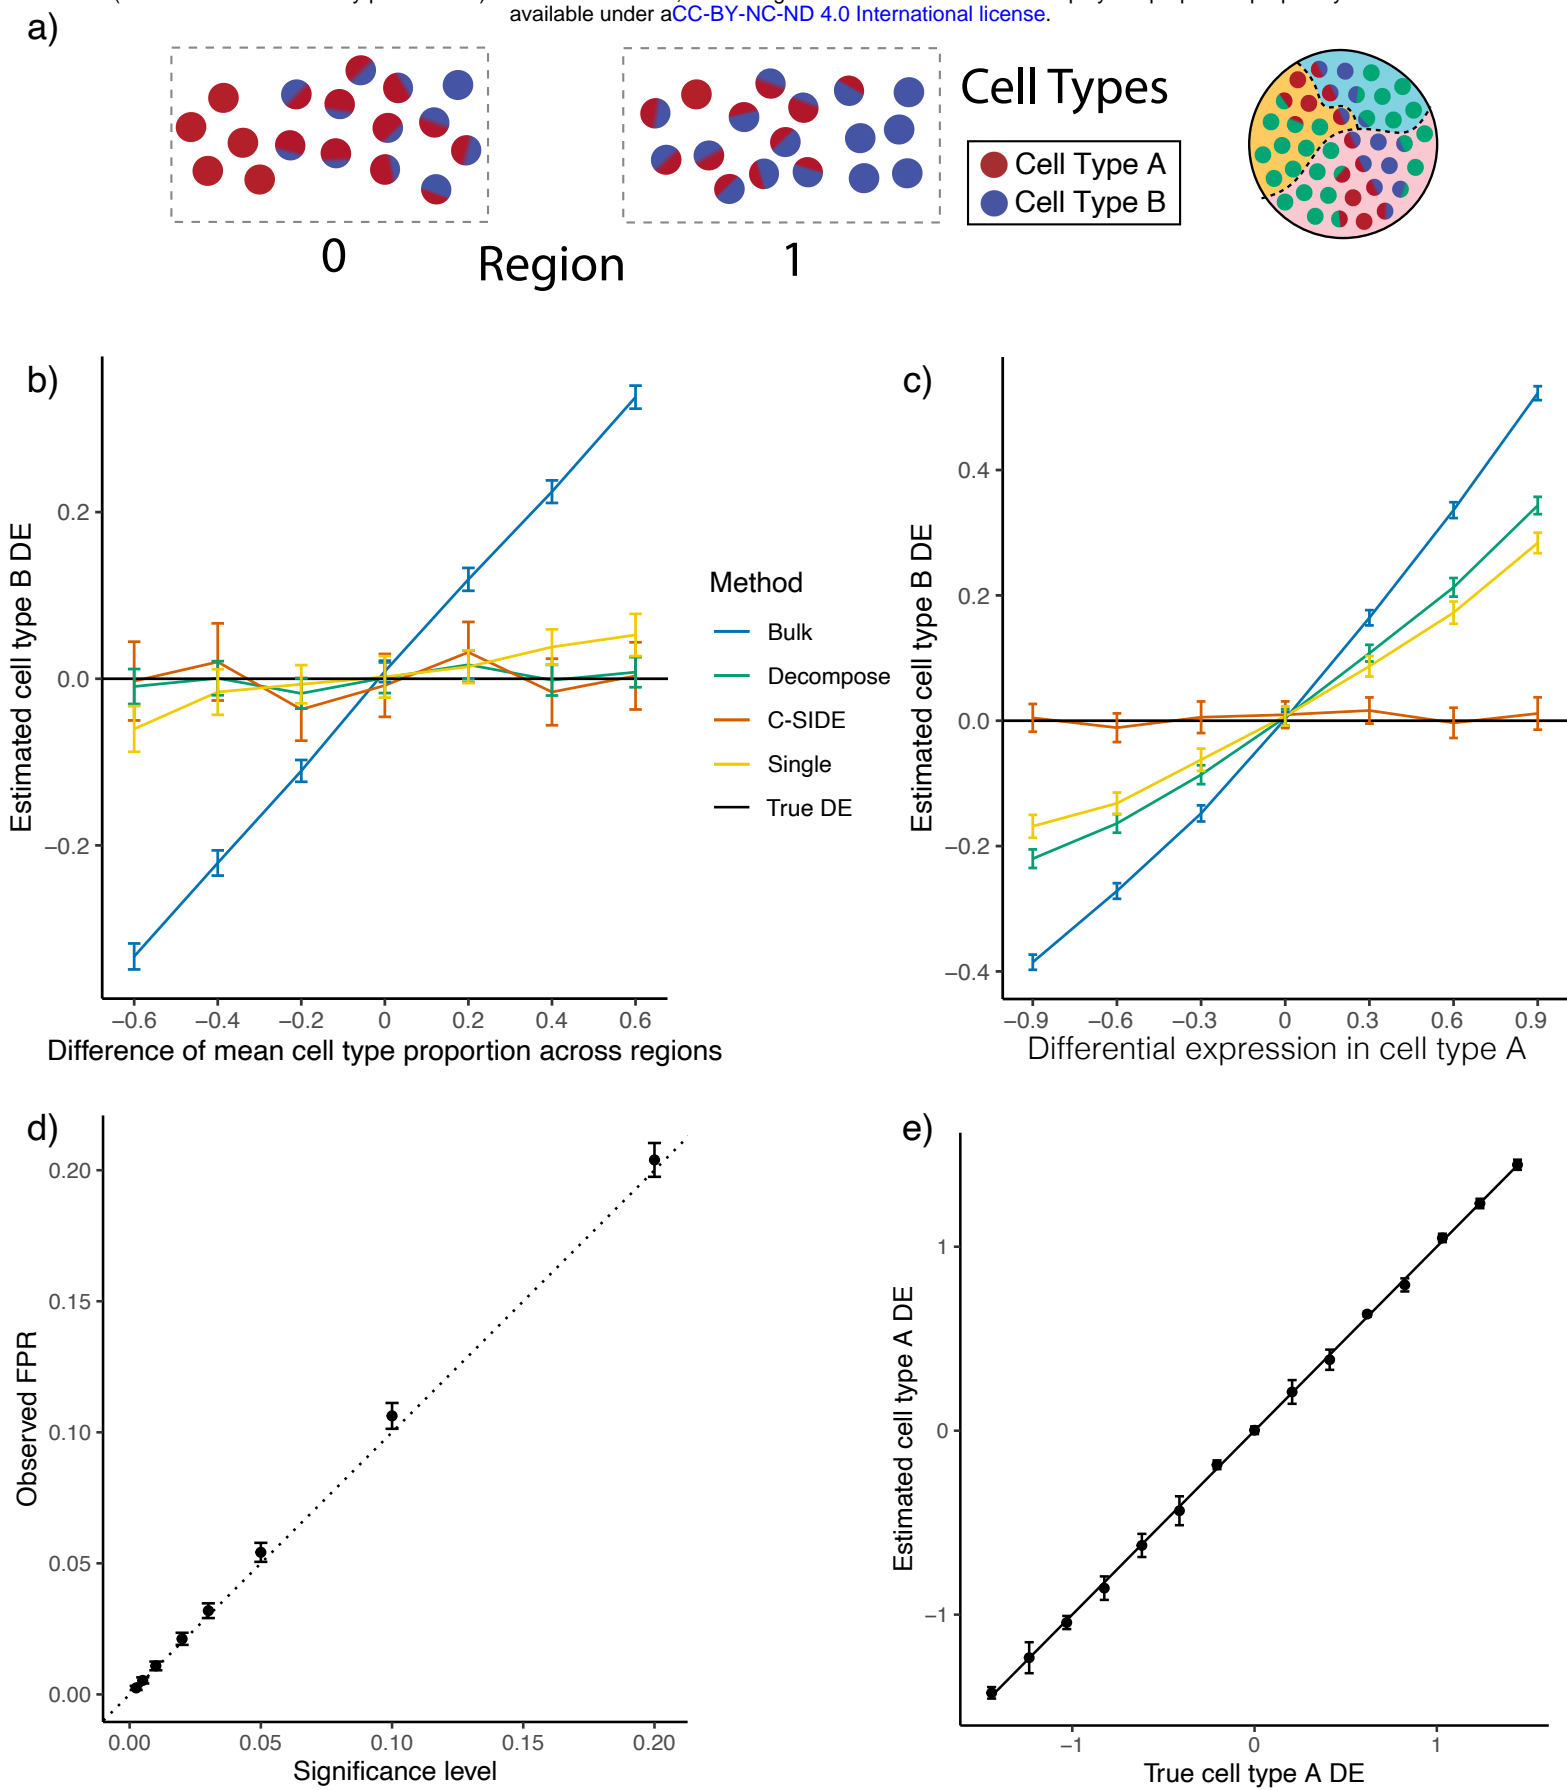 available under aCC-BY-NC-ND 4.0 International license.
a)
Cell Types
Cell Type A
Cell Type B
0
Region
1
b)
Estimated cell type B DE
0.2
0.0
−0.2
−0.6
−0.4
−0.2
0
0.2
0.4
0.6
Difference of mean cell type proportion across regions
Method
Bulk
Decompose
C-SIDE
Single
True DE
c)
Estimated cell type B DE
0.4
0.2
0.0
−0.2
−0.4
−0.9
−0.6
−0.3
0
0.3
0.6
0.9
Differential expression in cell type A
d)
Observed FPR
0.20
0.15
0.10
0.05
0.00
0.00
0.05
0.10
0.15
0.20
Significance level
e)
Estimated cell type A DE
1
0
−1
−1
0
1
True cell type A DE